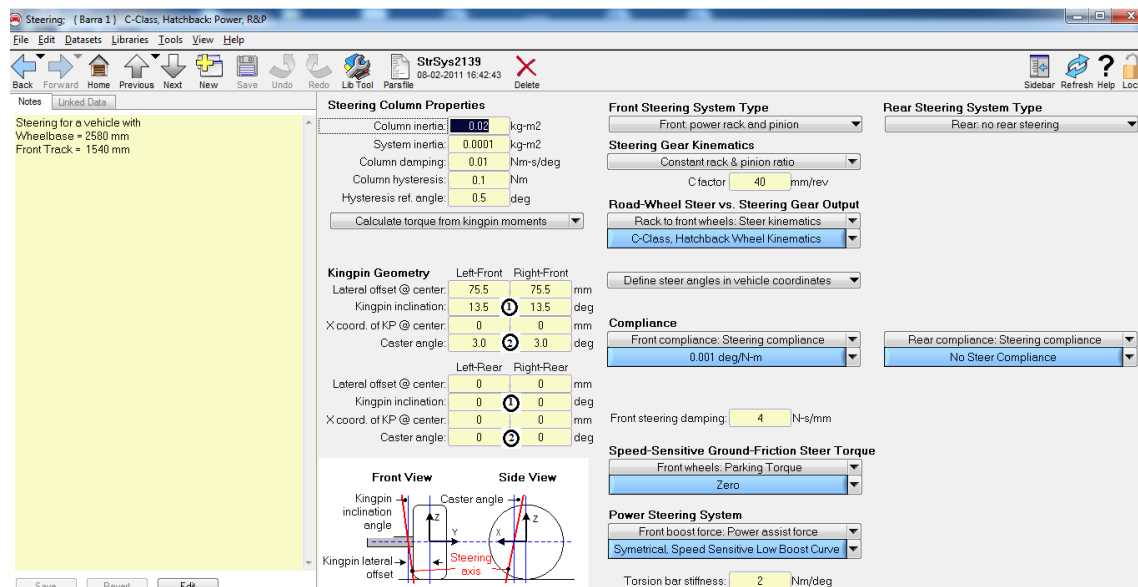 Steering; { Barra 1 } C-Class, Hatchback: Power, R&P
File Edit Datasets Libraries Tools View Help
Back Forward Home Previous Next New Save Undo Redo Lib Tool Parsfile
StrSys2139
08-02-2011 16:42:43
Delete
Sidebar Refresh Help
Notes Linked Data
Steering for a vehicle with
Wheelbase = 2580 mm
Front Track = 1540 mm
Save Revert Edit
Steering Column Properties
Column inertia: 0.02 kg-m2
System inertia: 0.0001 kg-m2
Column damping: 0.01 Nm-s/deg
Column hysteresis: 0.1 Nm
Hysteresis ref. angle: 0.5 deg
Calculate torque from kingpin moments
Kingpin Geometry Left-Front Right-Front
Lateral offset @ center: 75.5 75.5 mm
Kingpin inclination: 13.5 1 13.5 deg
X coord. of KP @ center: 0 0 mm
Caster angle: 3.0 2 3.0 deg
Left-Rear Right-Rear
Lateral offset @ center: 0 0 mm
Kingpin inclination: 0 1 0 deg
X coord. of KP @ center: 0 0 mm
Caster angle: 0 2 0 deg
Front View Side View
Kingpin inclination angle
Caster angle
Z Y
X Z
Kingpin lateral offset
Steering axis
Front Steering System Type
Front: power rack and pinion
Steering Gear Kinematics
Constant rack & pinion ratio
C factor 40 mm/rev
Road-Wheel Steer vs. Steering Gear Output
Rack to front wheels: Steer kinematics
C-Class, Hatchback Wheel Kinematics
Define steer angles in vehicle coordinates
Compliance
Front compliance: Steering compliance
0.001 deg/N-m
Front steering damping: 4 N-s/mm
Speed-Sensitive Ground-Friction Steer Torque
Front wheels: Parking Torque
Zero
Power Steering System
Front boost force: Power assist force
Symetrical, Speed Sensitive Low Boost Curve
Torsion bar stiffness: 2 Nm/deg
Rear Steering System Type
Rear: no rear steering
Rear compliance: Steering compliance
No Steer Compliance